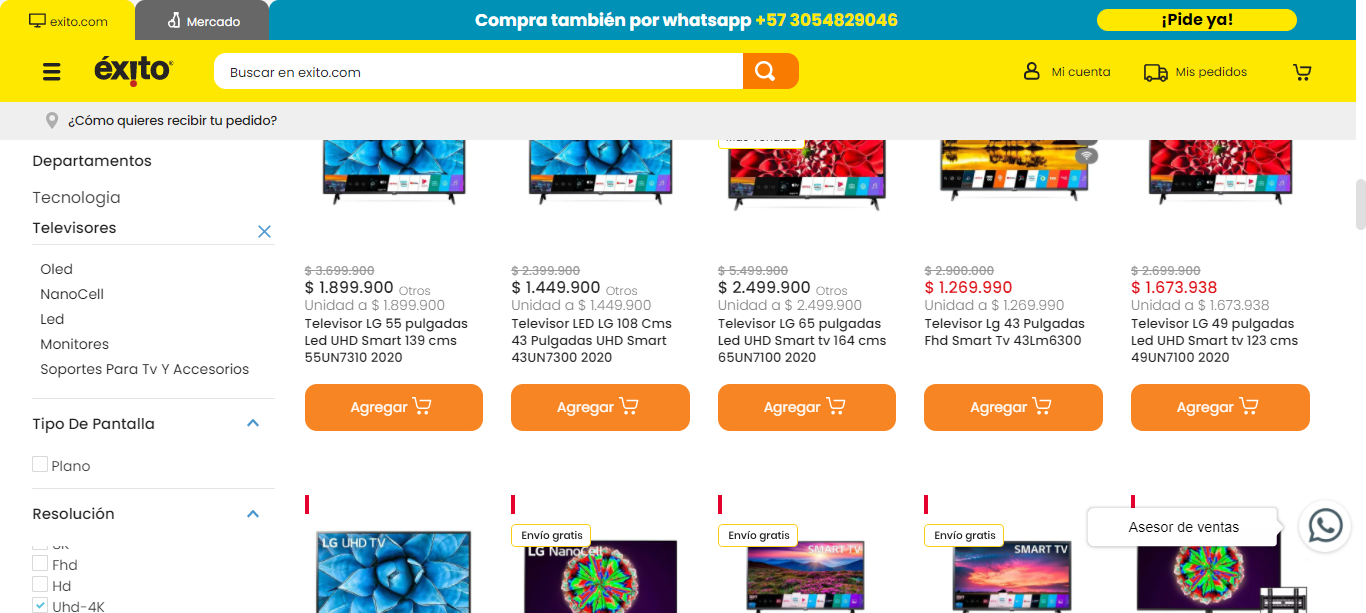 exito.com
Mercado
Compra también por whatsapp +57 3054829046
¡Pide ya!
éxito
Buscar en exito.com
Mi cuenta
Mis pedidos
¿Cómo quieres recibir tu pedido?
Departamentos
Tecnologia
Televisores
Oled
NanoCell
Led
Monitores
Soportes Para Tv Y Accesorios
Tipo De Pantalla
Plano
Resolución
Fhd
Hd
Uhd-4K
$ 3.699.900
$ 1.899.900 Otros
Unidad a $ 1.899.900
Televisor LG 55 pulgadas
Led UHD Smart 139 cms
55UN7310 2020
Agregar
$ 2.399.900
$ 1.449.900 Otros
Unidad a $ 1.449.900
Televisor LED LG 108 Cms
43 Pulgadas UHD Smart
43UN7300 2020
Agregar
$ 5.499.900
$ 2.499.900 Otros
Unidad a $ 2.499.900
Televisor LG 65 pulgadas
Led UHD Smart tv 164 cms
65UN7100 2020
Agregar
$ 2.900.000
$ 1.269.990
Unidad a $ 1.269.990
Televisor Lg 43 Pulgadas
Fhd Smart Tv 43Lm6300
Agregar
$ 2.699.900
$ 1.673.938
Unidad a $ 1.673.938
Televisor LG 49 pulgadas
Led UHD Smart tv 123 cms
49UN7100 2020
Agregar
LG UHD TV
Envío gratis
LG NanoCell
Envío gratis
SMART TV
Envío gratis
SMART TV
Asesor de ventas